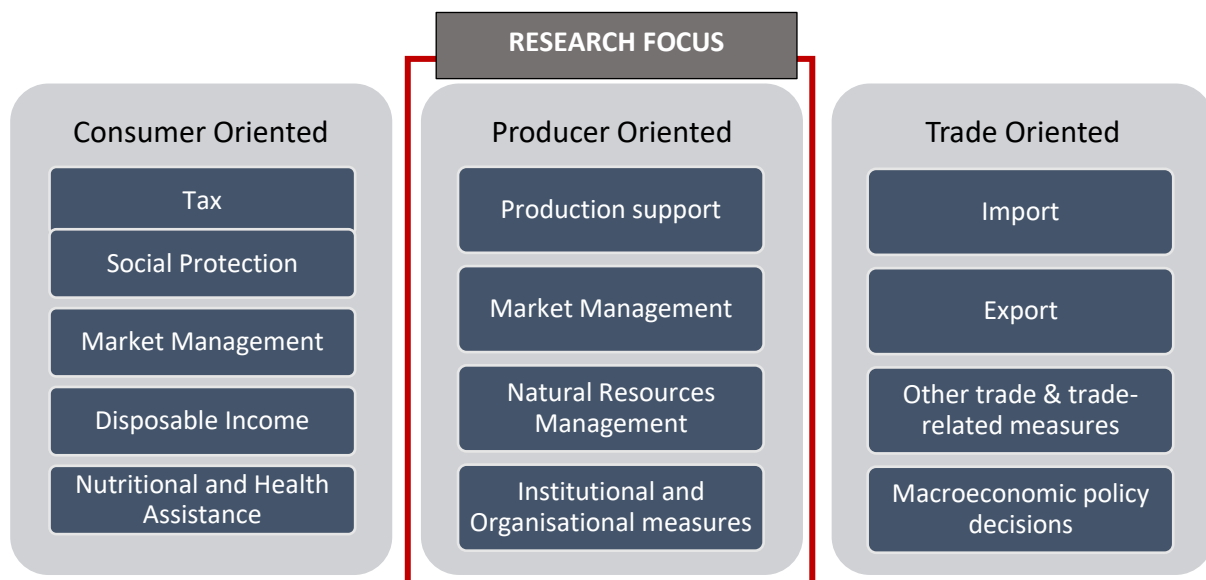 RESEARCH FOCUS
Consumer Oriented
Tax
Social Protection
Market Management
Disposable Income
Nutritional and Health
Assistance
Producer Oriented
Production support
Market Management
Natural Resources
Management
Institutional and
Organisational measures
Trade Oriented
Import
Export
Other trade & trade-
related measures
Macroeconomic policy
decisions